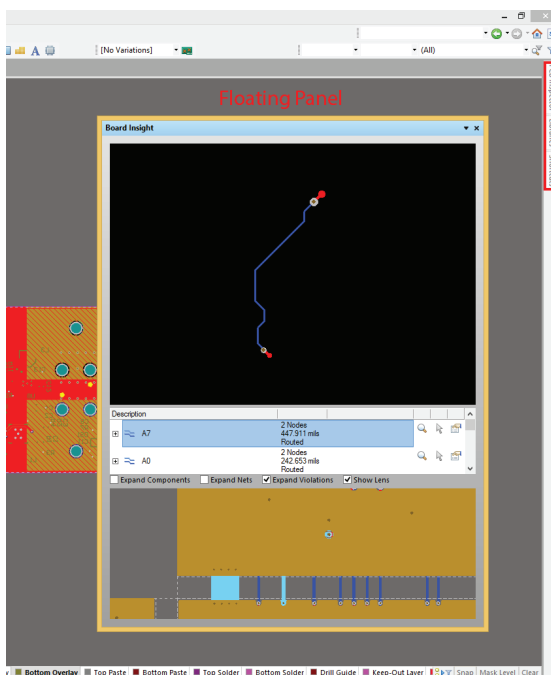 A
[No Variations]
(All)
Floating Panel
Board Insight
Description
A7
2 Nodes
447.911 mils
Routed
A0
2 Nodes
242.653 mils
Routed
Expand Components Expand Nets Expand Violations Show Lens
Bottom Overlay Top Paste Bottom Paste Top Solder Bottom Solder Drill Guide Keep-Out Layer Snap Mask Level Clear